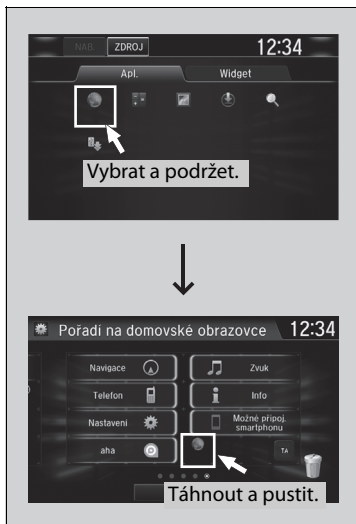 NAB. ZDROJ 12:34
Apl. Widget
Vybrat a podržet.
Pořadí na domovské obrazovce 12:34
Navigace Zvuk
Telefon Info
Nastavení Možné připoj. smartphonu
aha TA
Táhnout a pustit.